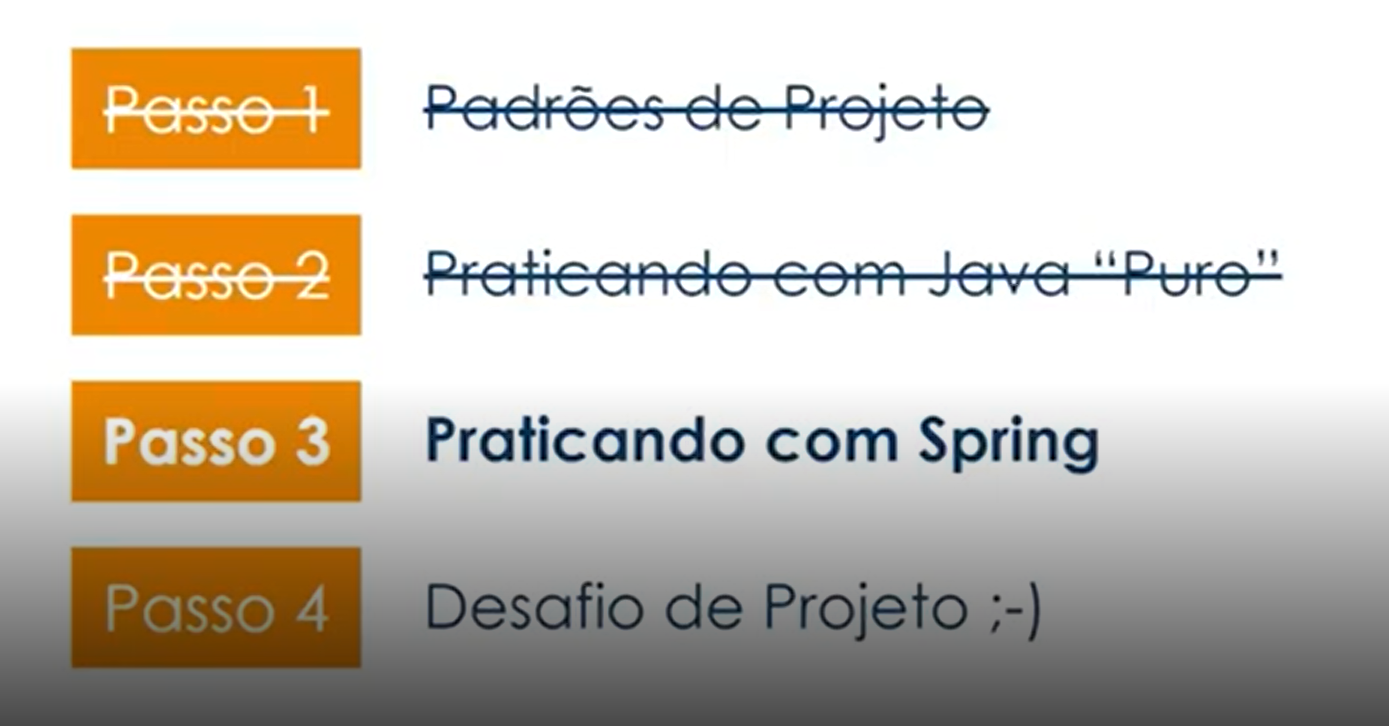 Passo 1 Padrões de Projeto
Passo 2 Praticando com Java “Puro”
Passo 3 Praticando com Spring
Passo 4 Desafio de Projeto ;-)